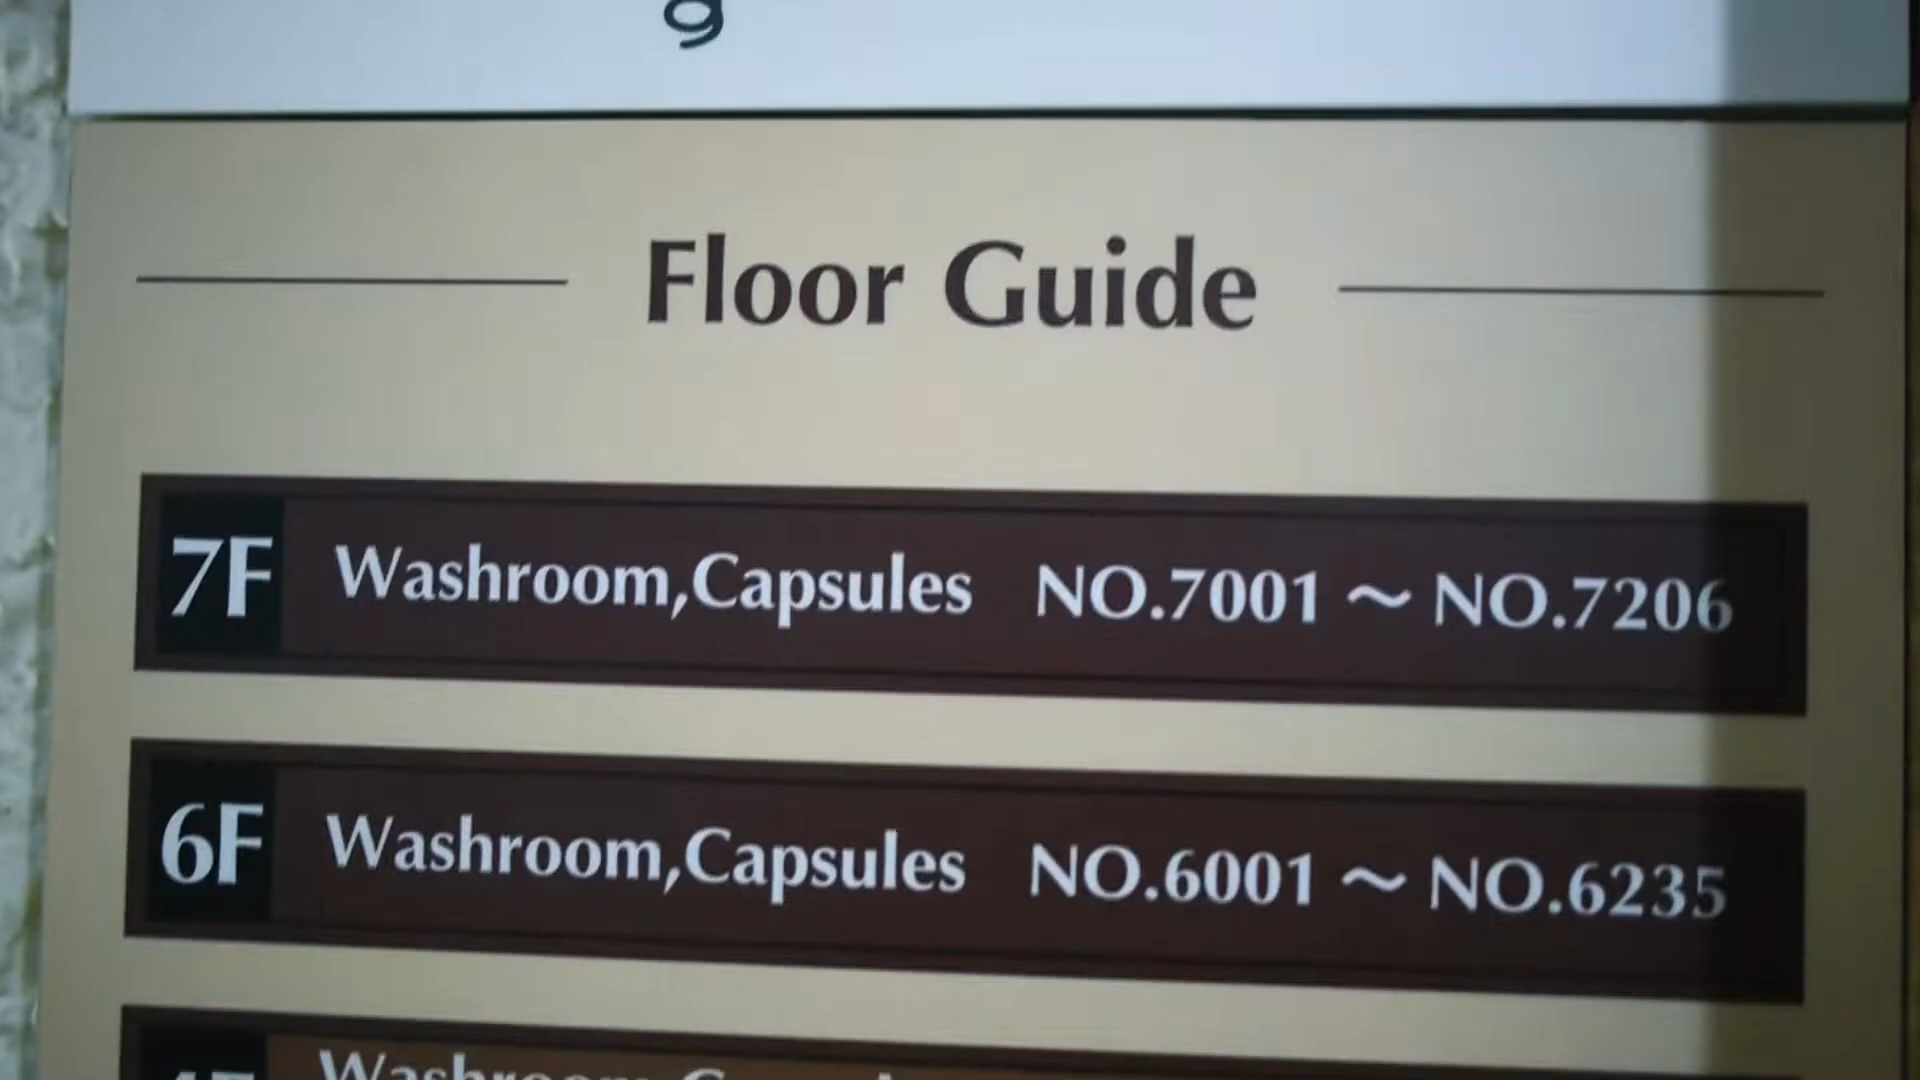 g
Floor Guide
7F Washroom,Capsules NO.7001 ~ NO.7206
6F Washroom,Capsules NO.6001 ~ NO.6235